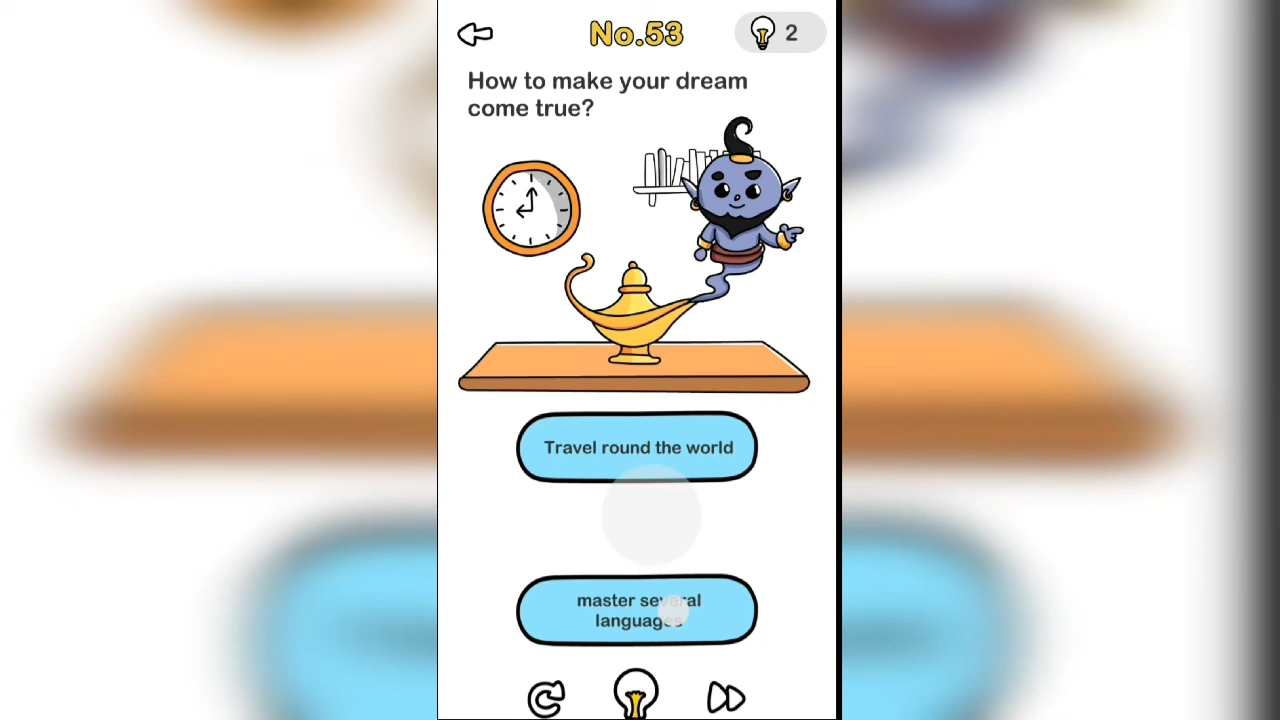 No.53
2
How to make your dream
come true?
Travel round the world
master several
languages